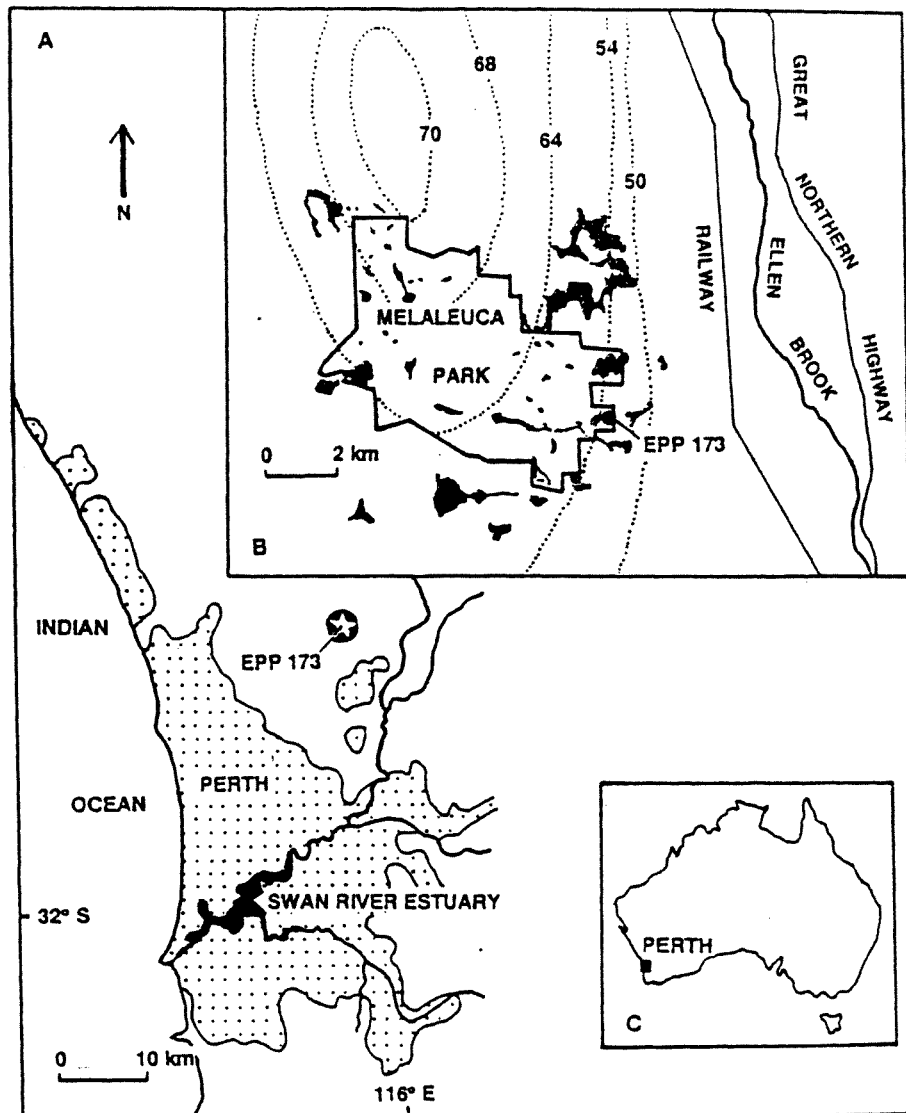 A
N
68
54
70
64
50
GREAT
NORTHERN
HIGHWAY
RAILWAY
ELLEN
BROOK
MELALEUCA
PARK
EPP 173
0 2 km
B
INDIAN
OCEAN
EPP 173
PERTH
SWAN RIVER ESTUARY
32° S
0 10 km
116° E
PERTH
C